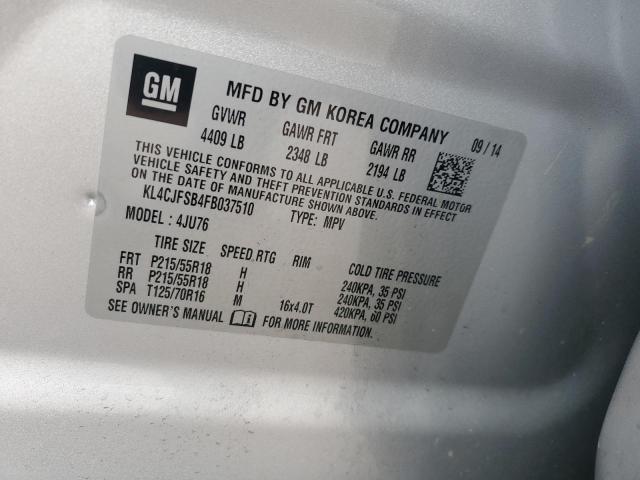 GM
MFD BY GM KOREA COMPANY 09/14
GVWR GAWR FRT GAWR RR
4409 LB 2348 LB 2194 LB
THIS VEHICLE CONFORMS TO ALL APPLICABLE U.S. FEDERAL MOTOR
VEHICLE SAFETY AND THEFT PREVENTION STANDARDS IN EFFECT
ON THE DATE OF MANUFACTURE SHOWN ABOVE.
KL4CJFSB4FB037510 TYPE: MPV
MODEL: 4JU76
TIRE SIZE SPEED RTG RIM COLD TIRE PRESSURE
FRT P215/55R18 H 240KPA, 35 PSI
RR P215/55R18 H 240KPA, 35 PSI
SPA T125/70R16 M 16x4.0T 420KPA, 60 PSI
SEE OWNER'S MANUAL FOR MORE INFORMATION.